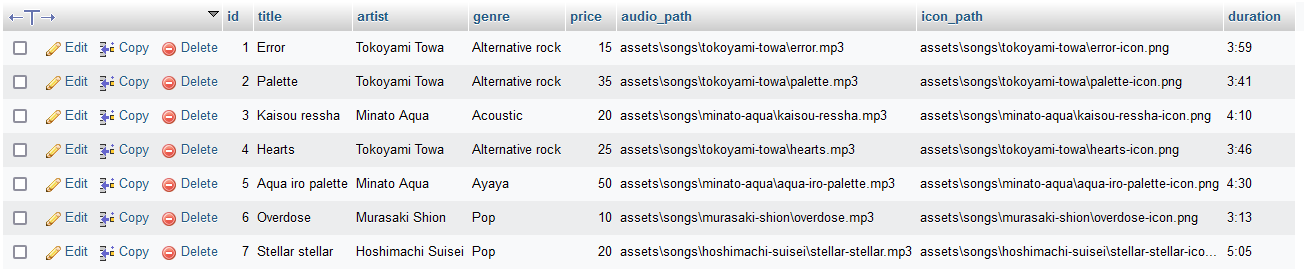 id title artist genre price audio_path icon_path duration
Edit Copy Delete 1 Error Tokoyami Towa Alternative rock 15 assets\songs\tokoyami-towa\error.mp3 assets\songs\tokoyami-towa\error-icon.png 3:59
Edit Copy Delete 2 Palette Tokoyami Towa Alternative rock 35 assets\songs\tokoyami-towa\palette.mp3 assets\songs\tokoyami-towa\palette-icon.png 3:41
Edit Copy Delete 3 Kaisou ressha Minato Aqua Acoustic 20 assets\songs\minato-aqua\kaisou-ressha.mp3 assets\songs\minato-aqua\kaisou-ressha-icon.png 4:10
Edit Copy Delete 4 Hearts Tokoyami Towa Alternative rock 25 assets\songs\tokoyami-towa\hearts.mp3 assets\songs\tokoyami-towa\hearts-icon.png 3:46
Edit Copy Delete 5 Aqua iro palette Minato Aqua Ayaya 50 assets\songs\minato-aqua\aqua-iro-palette.mp3 assets\songs\minato-aqua\aqua-iro-palette-icon.png 4:30
Edit Copy Delete 6 Overdose Murasaki Shion Pop 10 assets\songs\murasaki-shion\overdose.mp3 assets\songs\murasaki-shion\overdose-icon.png 3:13
Edit Copy Delete 7 Stellar stellar Hoshimachi Suisei Pop 20 assets\songs\hoshimachi-suisei\stellar-stellar.mp3 assets\songs\hoshimachi-suisei\stellar-stellar-ico... 5:05